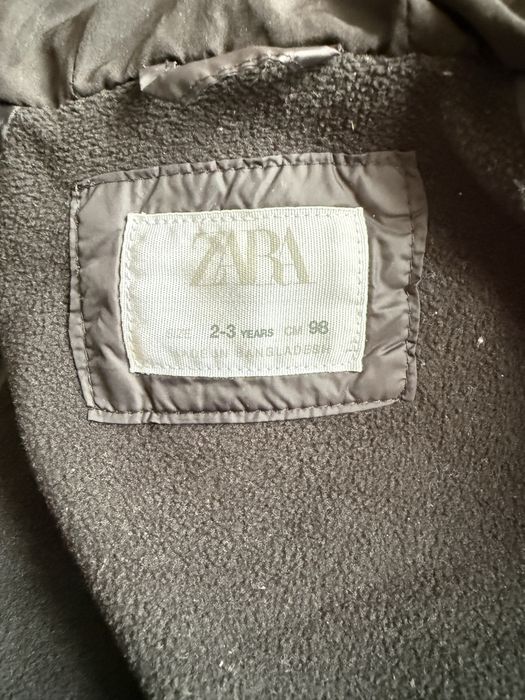 ZARA
SIZE 2-3 YEARS CM 98
MADE IN BANGLADESH